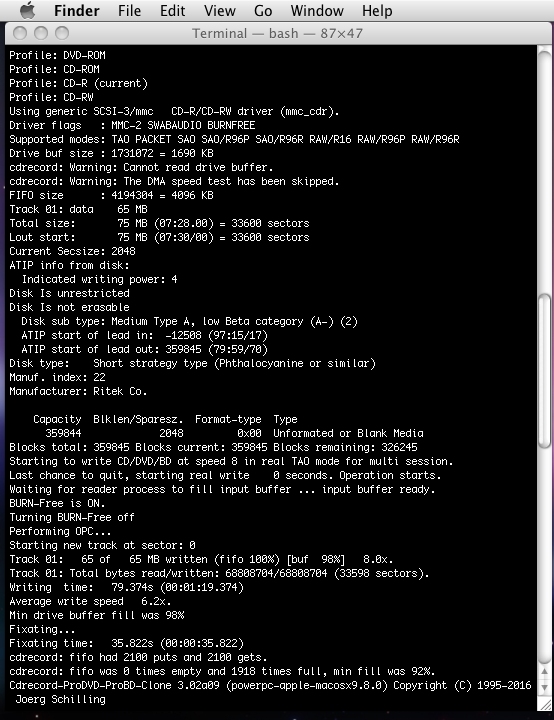 Finder File Edit View Go Window Help
Terminal — bash — 87×47
Profile: DVD-ROM
Profile: CD-ROM
Profile: CD-R (current)
Profile: CD-RW
Using generic SCSI-3/mmc   CD-R/CD-RW driver (mmc_cdr).
Driver flags   : MMC-2 SWABAUDIO BURNFREE
Supported modes: TAO PACKET SAO SAO/R96P SAO/R96R RAW/R16 RAW/R96P RAW/R96R
Drive buf size : 1731072 = 1690 KB
cdrecord: Warning: Cannot read drive buffer.
cdrecord: Warning: The DMA speed test has been skipped.
FIFO size      : 4194304 = 4096 KB
Track 01: data    65 MB
Total size:       75 MB (07:28.00) = 33600 sectors
Lout start:       75 MB (07:30/00) = 33600 sectors
Current Secsize: 2048
ATIP info from disk:
  Indicated writing power: 4
Disk Is unrestricted
Disk Is not erasable
  Disk sub type: Medium Type A, low Beta category (A-) (2)
  ATIP start of lead in:  -12508 (97:15/17)
  ATIP start of lead out: 359845 (79:59/70)
Disk type:    Short strategy type (Phthalocyanine or similar)
Manuf. index: 22
Manufacturer: Ritek Co.
    Capacity  Blklen/Sparesz.  Format-type  Type
      359844             2048         0x00  Unformated or Blank Media
Blocks total: 359845 Blocks current: 359845 Blocks remaining: 326245
Starting to write CD/DVD/BD at speed 8 in real TAO mode for multi session.
Last chance to quit, starting real write    0 seconds. Operation starts.
Waiting for reader process to fill input buffer ... input buffer ready.
BURN-Free is ON.
Turning BURN-Free off
Performing OPC...
Starting new track at sector: 0
Track 01:   65 of   65 MB written (fifo 100%) [buf  98%]   8.0x.
Track 01: Total bytes read/written: 68808704/68808704 (33598 sectors).
Writing  time:   79.374s (00:01:19.374)
Average write speed   6.2x.
Min drive buffer fill was 98%
Fixating...
Fixating time:   35.822s (00:00:35.822)
cdrecord: fifo had 2100 puts and 2100 gets.
cdrecord: fifo was 0 times empty and 1918 times full, min fill was 92%.
Cdrecord-ProDVD-ProBD-Clone 3.02a09 (powerpc-apple-macosx9.8.0) Copyright (C) 1995-2016
 Joerg Schilling